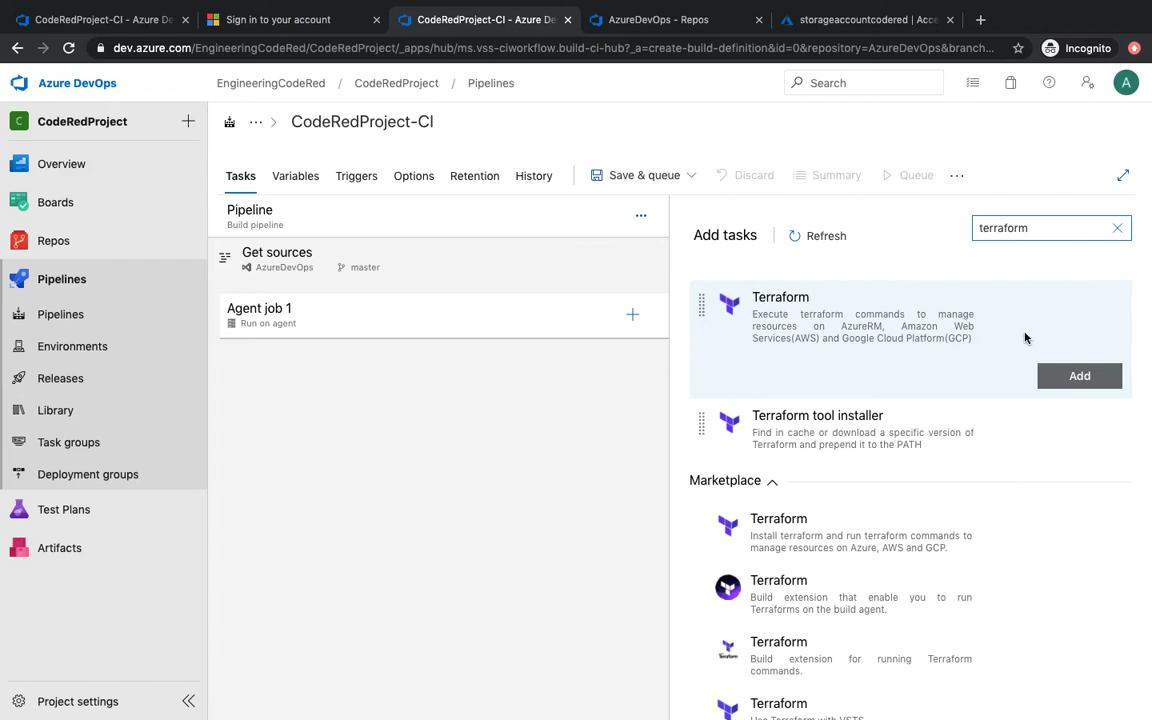 CodeRedProject-CI - Azure De
Sign in to your account
CodeRedProject-CI - Azure De
AzureDevOps - Repos
storageaccountcodered | Acce
dev.azure.com/EngineeringCodeRed/CodeRedProject/_apps/hub/ms.vss-ciworkflow.build-ci-hub?_a=create-build-definition&id=0&repository=AzureDevOps&branch...
Incognito
Azure DevOps
EngineeringCodeRed / CodeRedProject / Pipelines
Search
A
C CodeRedProject
Overview
Boards
Repos
Pipelines
Pipelines
Environments
Releases
Library
Task groups
Deployment groups
Test Plans
Artifacts
Project settings
... > CodeRedProject-CI
Tasks Variables Triggers Options Retention History
Save & queue Discard Summary Queue ...
Pipeline
Build pipeline
Get sources
AzureDevOps master
Agent job 1
Run on agent
Add tasks
Refresh
terraform
Terraform
Execute terraform commands to manage
resources on AzureRM, Amazon Web
Services(AWS) and Google Cloud Platform(GCP)
Add
Terraform tool installer
Find in cache or download a specific version of
Terraform and prepend it to the PATH
Marketplace
Terraform
Install terraform and run terraform commands to
manage resources on Azure, AWS and GCP.
Terraform
Build extension that enable you to run
Terraforms on the build agent.
Terraform
Build extension for running Terraform
commands.
Terraform
Use Terraform with VSTS